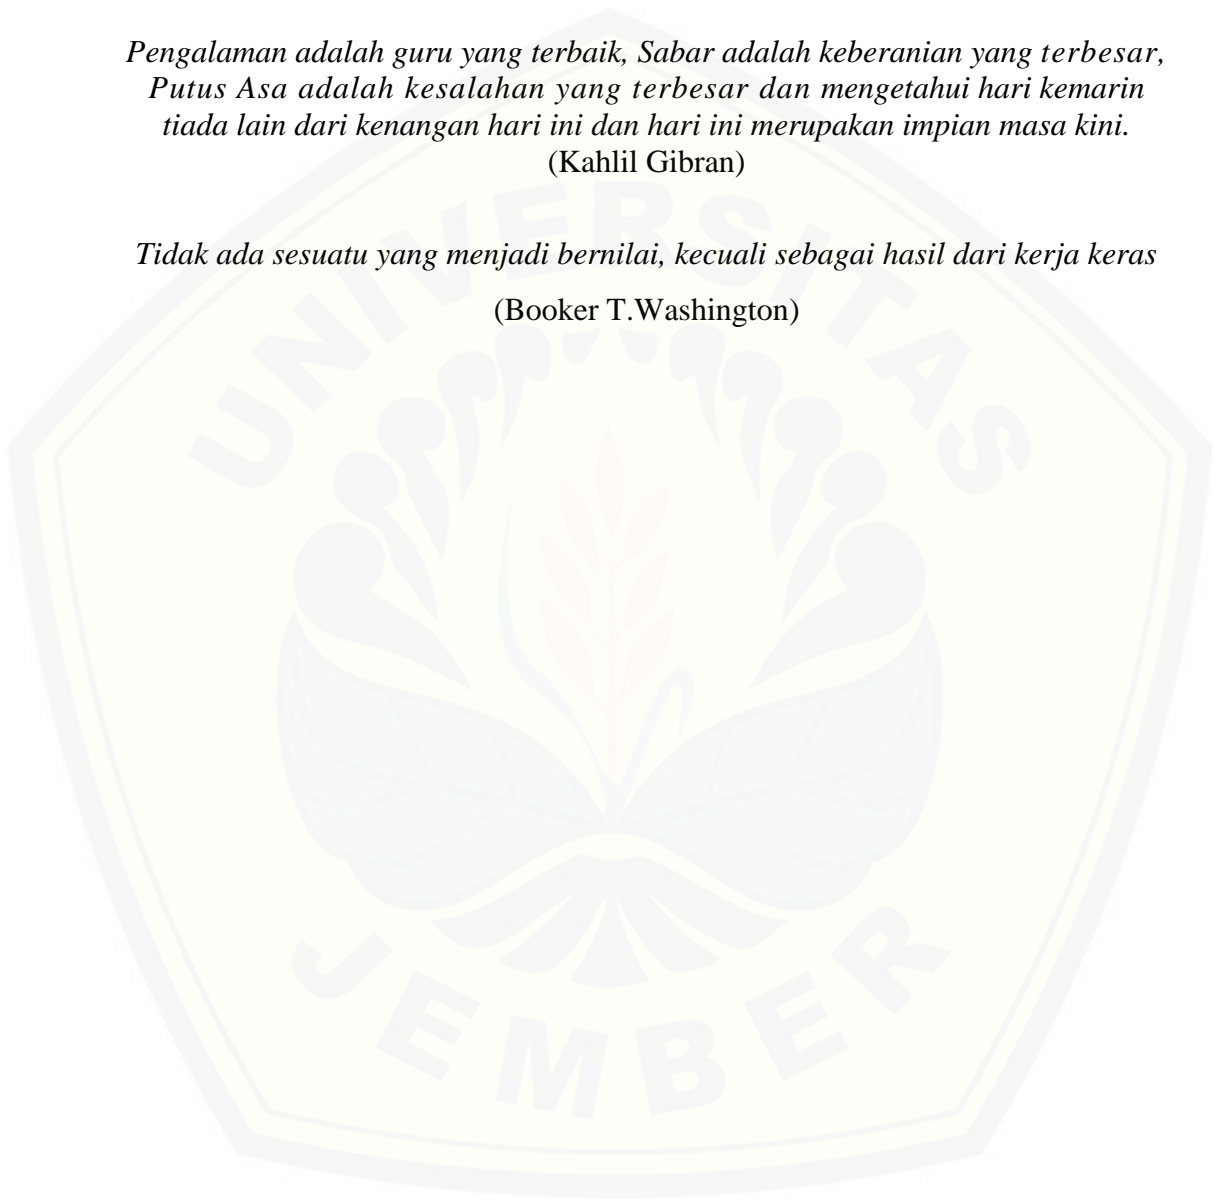 Pengalaman adalah guru yang terbaik, Sabar adalah keberanian yang terbesar,
Putus Asa adalah kesalahan yang terbesar dan mengetahui hari kemarin
tiada lain dari kenangan hari ini dan hari ini merupakan impian masa kini.
(Kahlil Gibran)
Tidak ada sesuatu yang menjadi bernilai, kecuali sebagai hasil dari kerja keras
(Booker T.Washington)
UNIVERSITAS
JEMBER